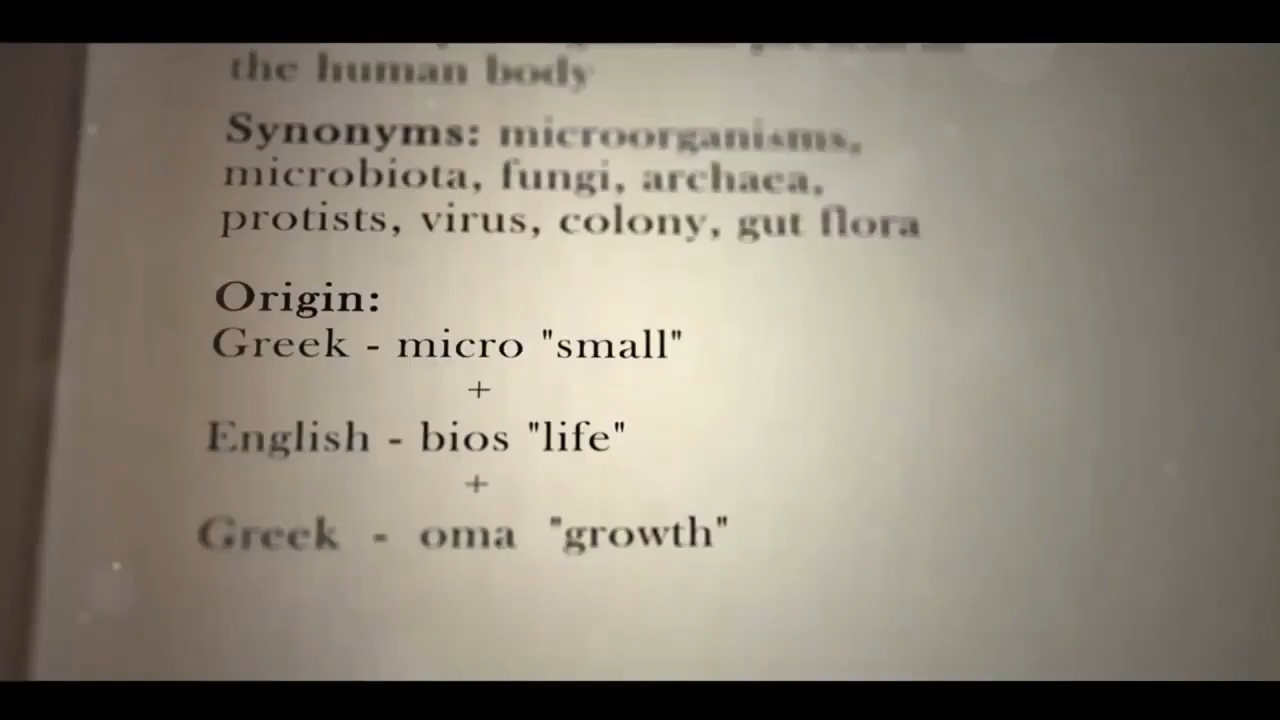 the human body
Synonyms: microorganisms,
microbiota, fungi, archaea,
protists, virus, colony, gut flora
Origin:
Greek - micro "small"
+
English - bios "life"
+
Greek - oma "growth"